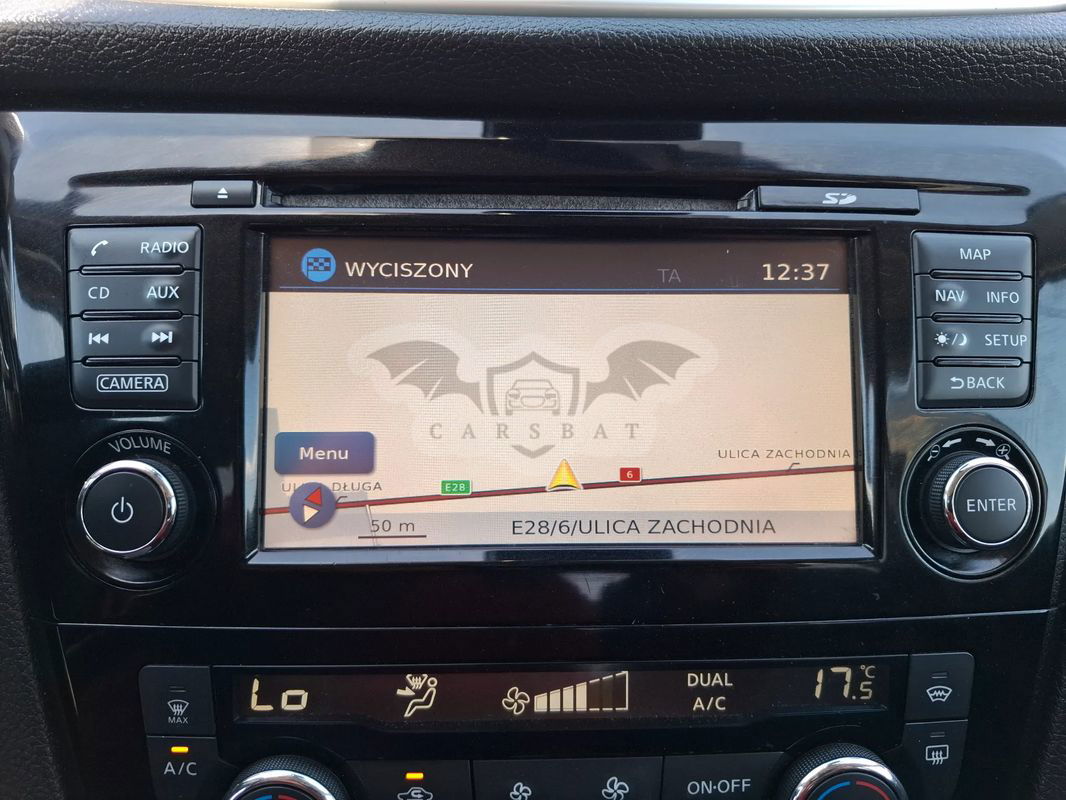 SD
RADIO
CD AUX
CAMERA
VOLUME
WYCISZONY TA 12:37
CARSBAT
Menu
ULICA ZACHODNIA
DŁUGA
E28
6
50 m
E28/6/ULICA ZACHODNIA
MAP
NAV INFO
SETUP
BACK
ENTER
Lo
DUAL
A/C
17.5 °C
MAX
A/C
ON·OFF